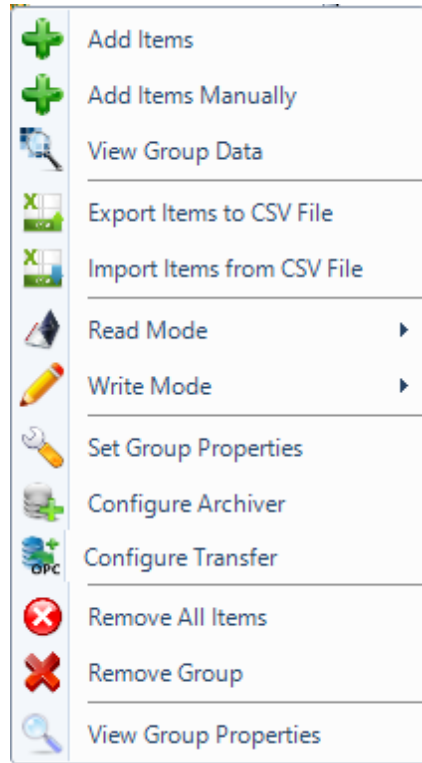 Add Items
Add Items Manually
View Group Data
Export Items to CSV File
Import Items from CSV File
Read Mode
Write Mode
Set Group Properties
Configure Archiver
OPC Configure Transfer
Remove All Items
Remove Group
View Group Properties